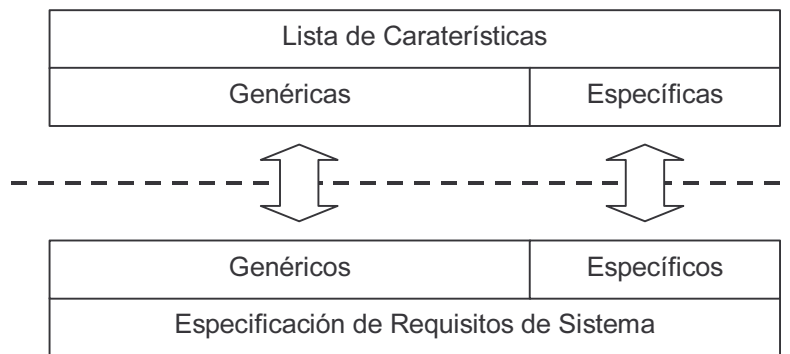 Lista de Caraterísticas
Genéricas Específicas
Genéricos Específicos
Especificación de Requisitos de Sistema